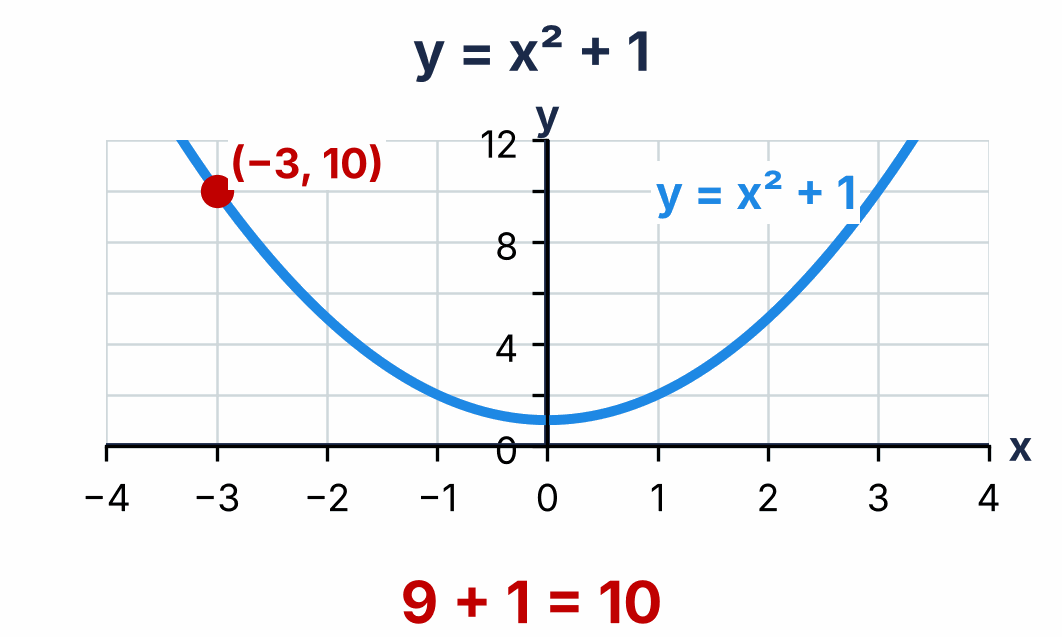 y = x² + 1
y
12
(−3, 10)
y = x² + 1
8
4
0
x
−4 −3 −2 −1 0 1 2 3 4
9 + 1 = 10